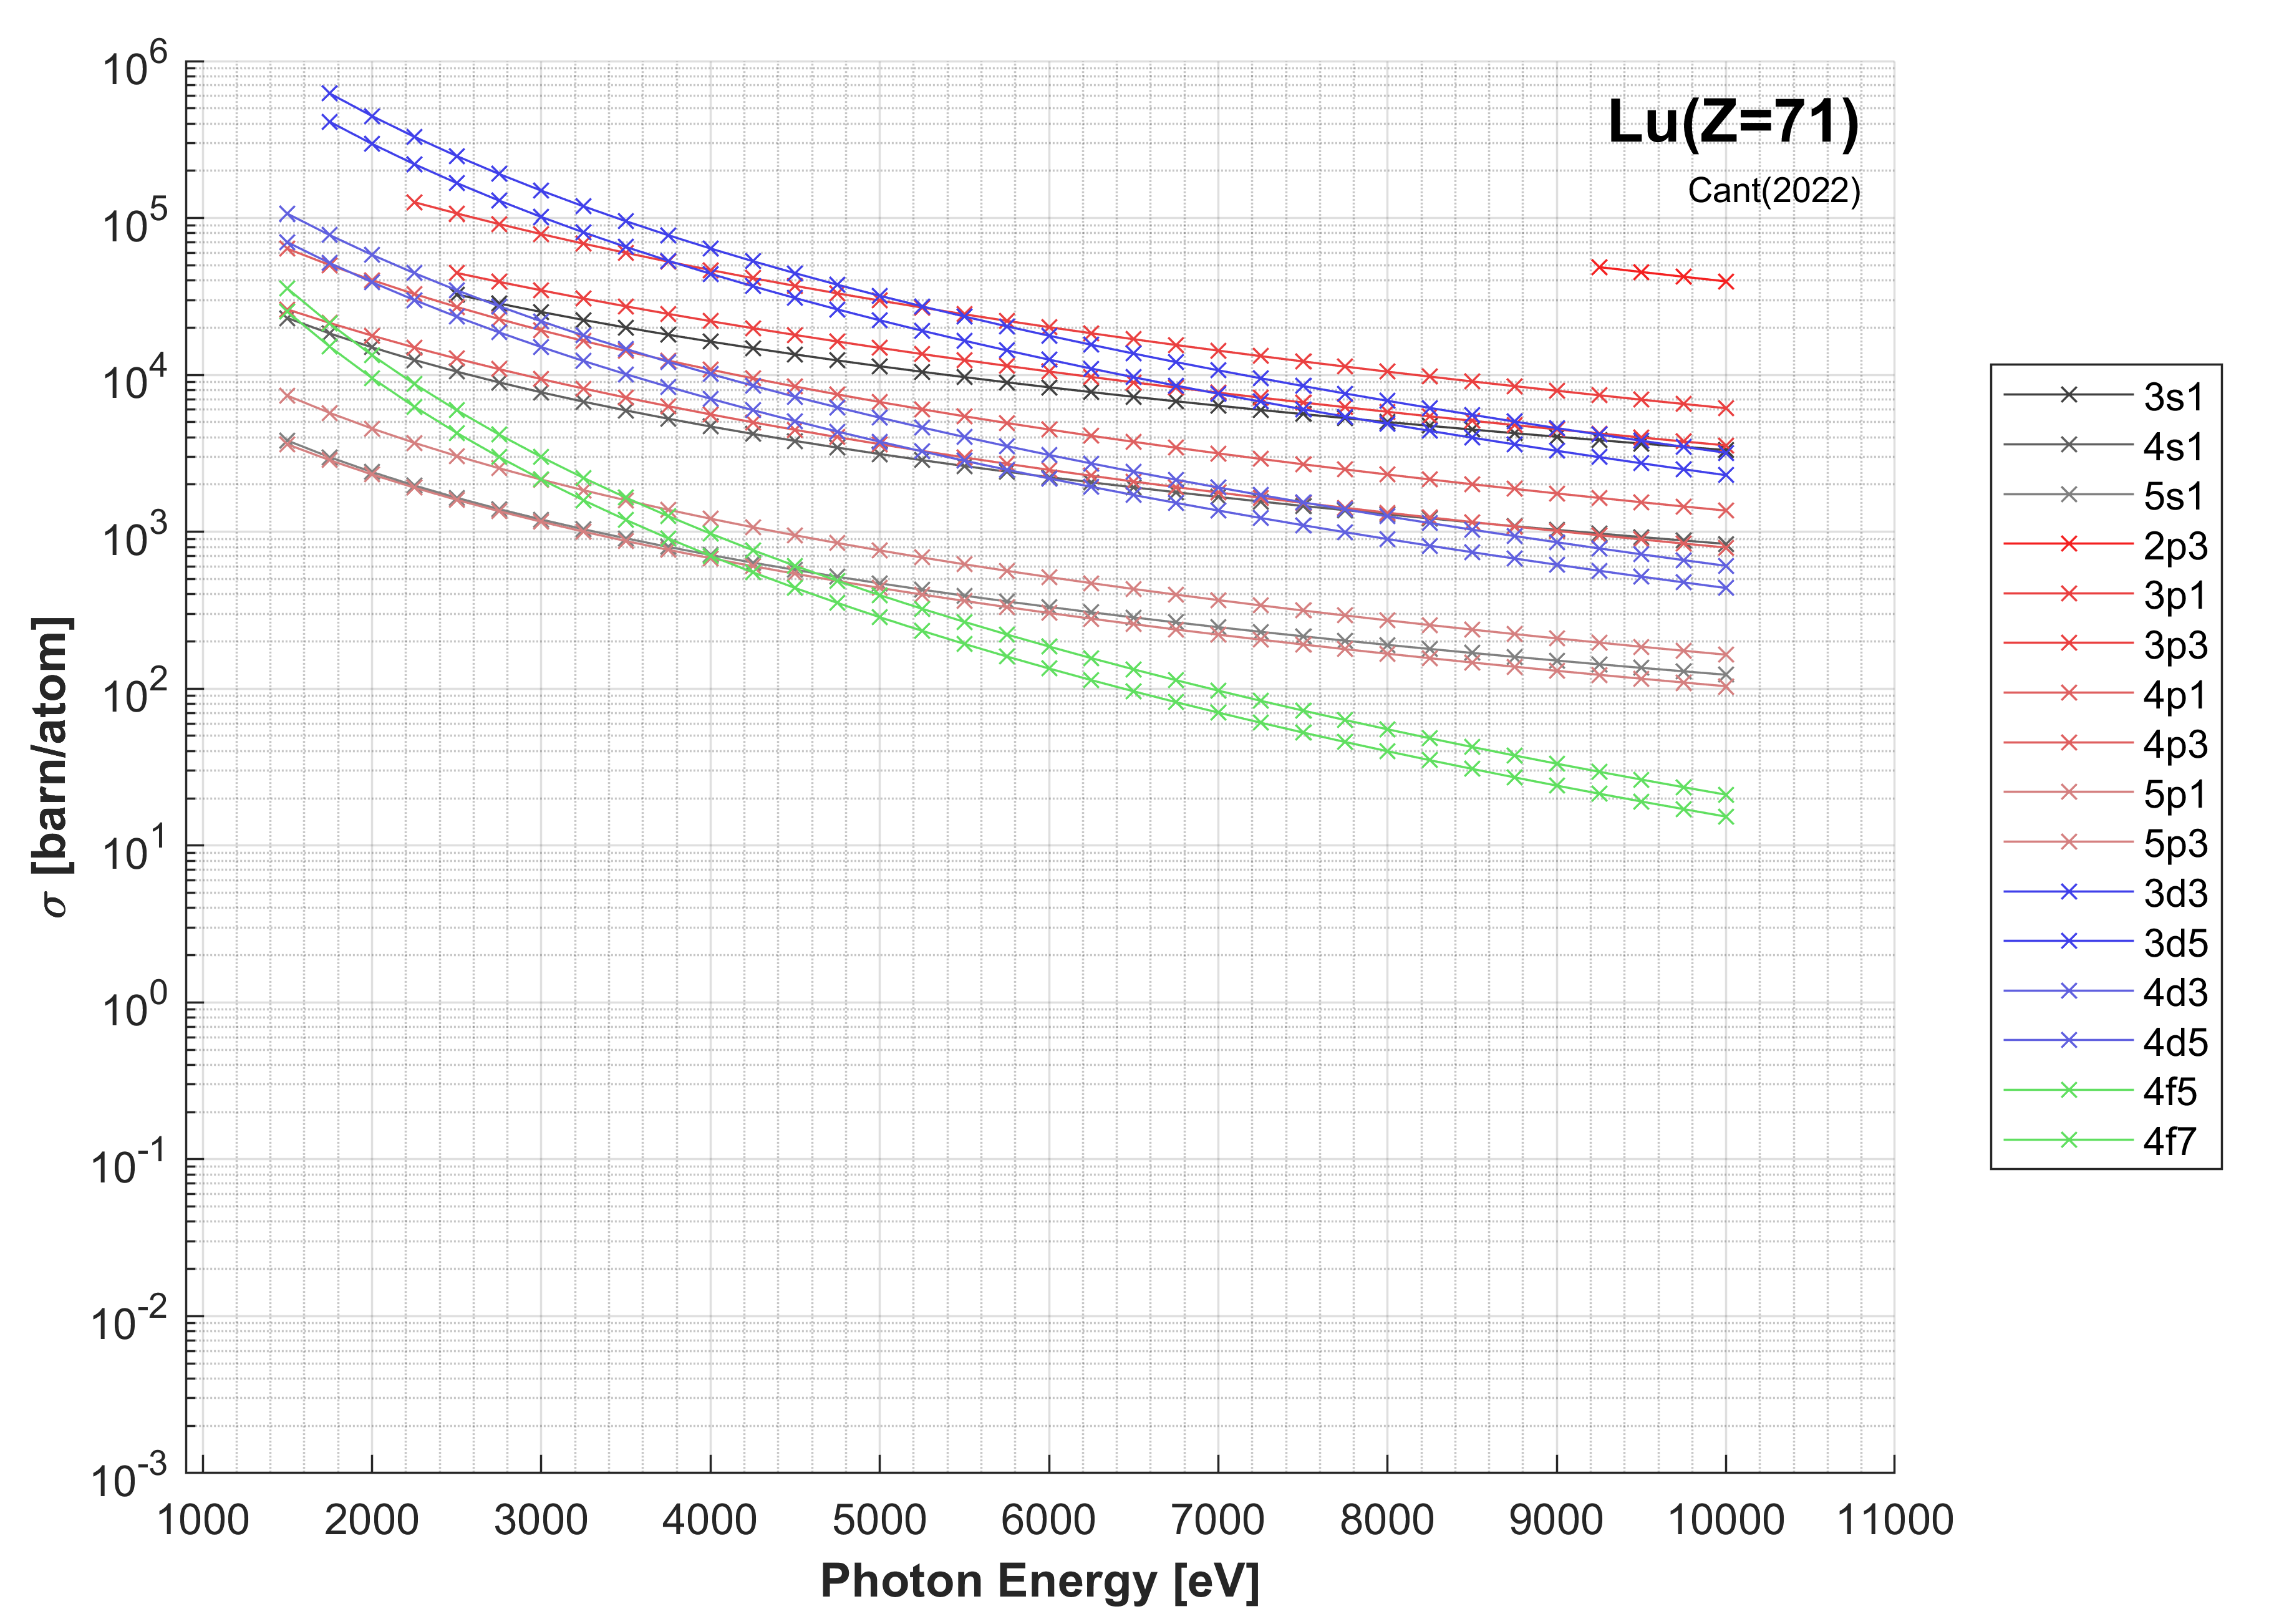 Lu(Z=71)
Cant(2022)
10^6
10^5
10^4
10^3
10^2
10^1
10^0
10^-1
10^-2
10^-3
σ [barn/atom]
1000 2000 3000 4000 5000 6000 7000 8000 9000 10000 11000
Photon Energy [eV]
3s1
4s1
5s1
2p3
3p1
3p3
4p1
4p3
5p1
5p3
3d3
3d5
4d3
4d5
4f5
4f7